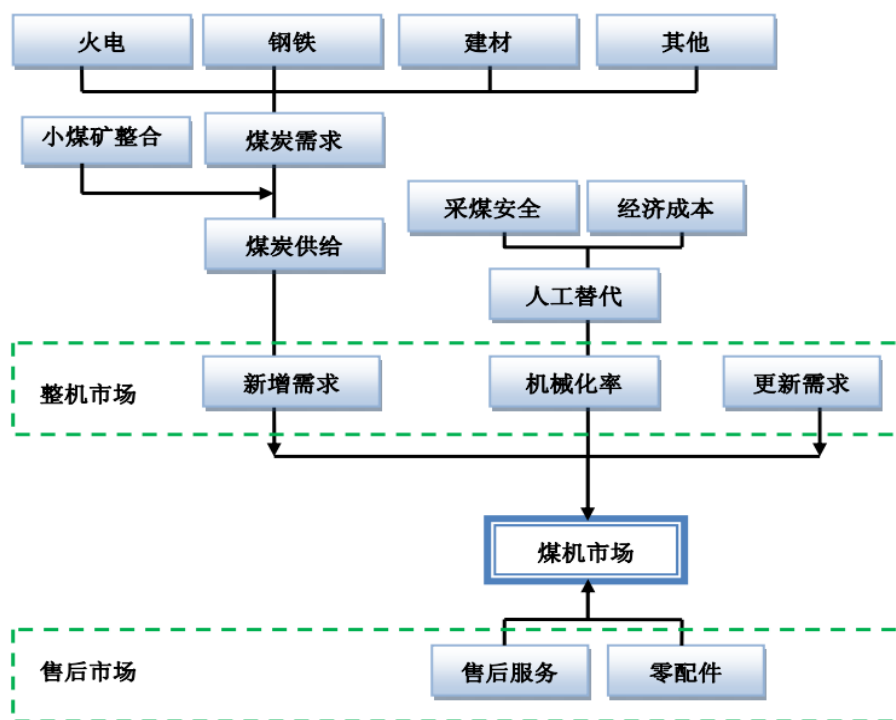 火电
钢铁
建材
其他
小煤矿整合
煤炭需求
采煤安全
经济成本
煤炭供给
人工替代
整机市场
新增需求
机械化率
更新需求
煤机市场
售后市场
售后服务
零配件